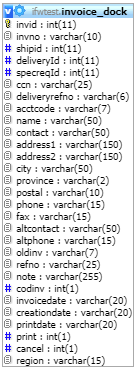 ifwtest.invoice_dock
invid : int(11)
invno : varchar(10)
shipid : int(11)
deliveryId : int(11)
specreqId : int(11)
ccn : varchar(25)
deliveryrefno : varchar(6)
acctcode : varchar(7)
name : varchar(50)
contact : varchar(50)
address1 : varchar(150)
address2 : varchar(150)
city : varchar(50)
province : varchar(2)
postal : varchar(10)
phone : varchar(15)
fax : varchar(15)
altcontact : varchar(50)
altphone : varchar(15)
oldinv : varchar(7)
refno : varchar(25)
note : varchar(255)
codinv : int(1)
invoicedate : varchar(20)
creationdate : varchar(20)
printdate : varchar(20)
print : int(1)
cancel : int(1)
region : varchar(15)